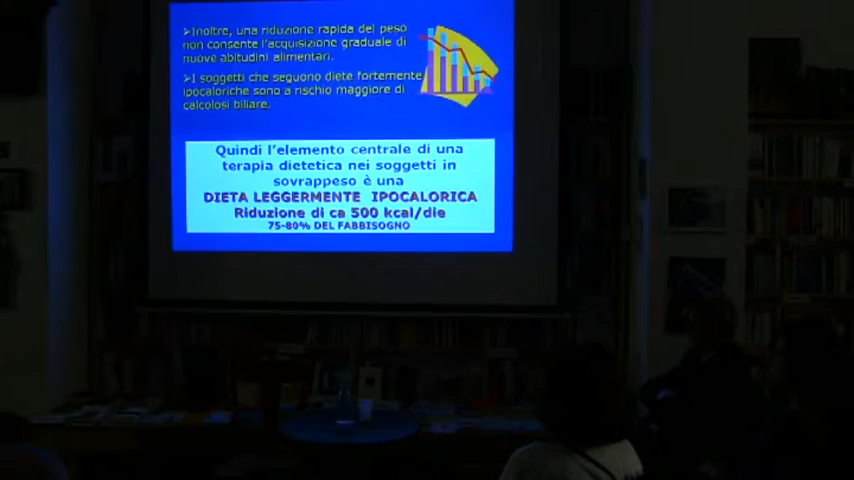 ➢Inoltre, una riduzione rapida del peso
non consente l'acquisizione graduale di
nuove abitudini alimentari.
➢I soggetti che seguono diete fortemente
ipocaloriche sono a rischio maggiore di
calcolosi biliare.
Quindi l'elemento centrale di una
terapia dietetica nei soggetti in
sovrappeso è una
DIETA LEGGERMENTE IPOCALORICA
Riduzione di ca 500 kcal/die
75-80% DEL FABBISOGNO